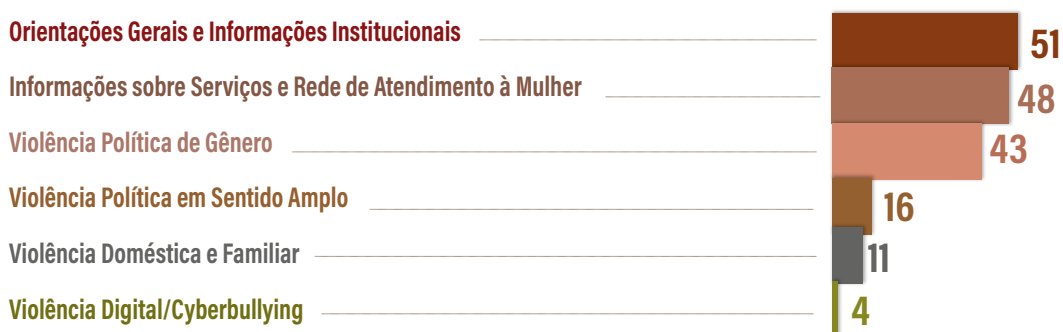 Orientações Gerais e Informações Institucionais 51
Informações sobre Serviços e Rede de Atendimento à Mulher 48
Violência Política de Gênero 43
Violência Política em Sentido Amplo 16
Violência Doméstica e Familiar 11
Violência Digital/Cyberbullying 4